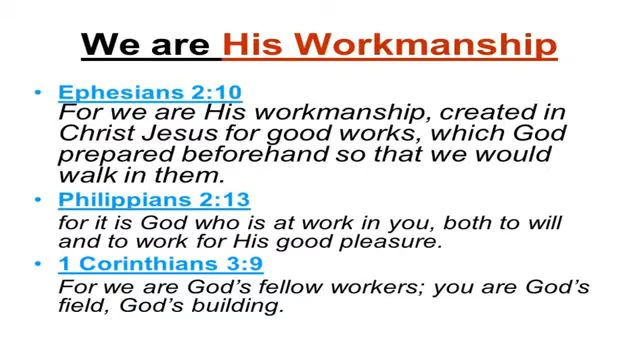 We are His Workmanship
• Ephesians 2:10
For we are His workmanship, created in
Christ Jesus for good works, which God
prepared beforehand so that we would
walk in them.
• Philippians 2:13
for it is God who is at work in you, both to will
and to work for His good pleasure.
• 1 Corinthians 3:9
For we are God’s fellow workers; you are God’s
field, God’s building.